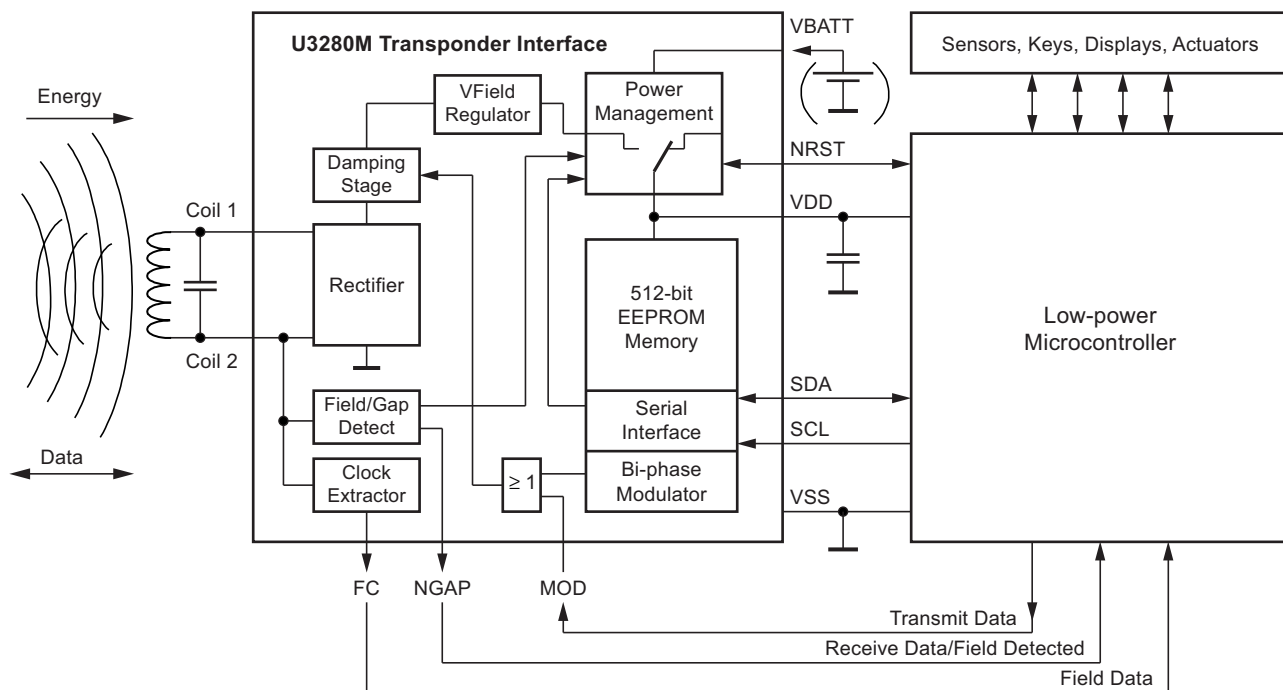 U3280M Transponder Interface
VBATT
Sensors, Keys, Displays, Actuators
Energy
VField
Regulator
Power
Management
NRST
Damping
Stage
Coil 1
VDD
Rectifier
512-bit
EEPROM
Memory
Low-power
Microcontroller
Coil 2
SDA
Field/Gap
Detect
Serial
Interface
SCL
Data
Clock
Extractor
≥ 1
Bi-phase
Modulator
VSS
FC
NGAP
MOD
Transmit Data
Receive Data/Field Detected
Field Data